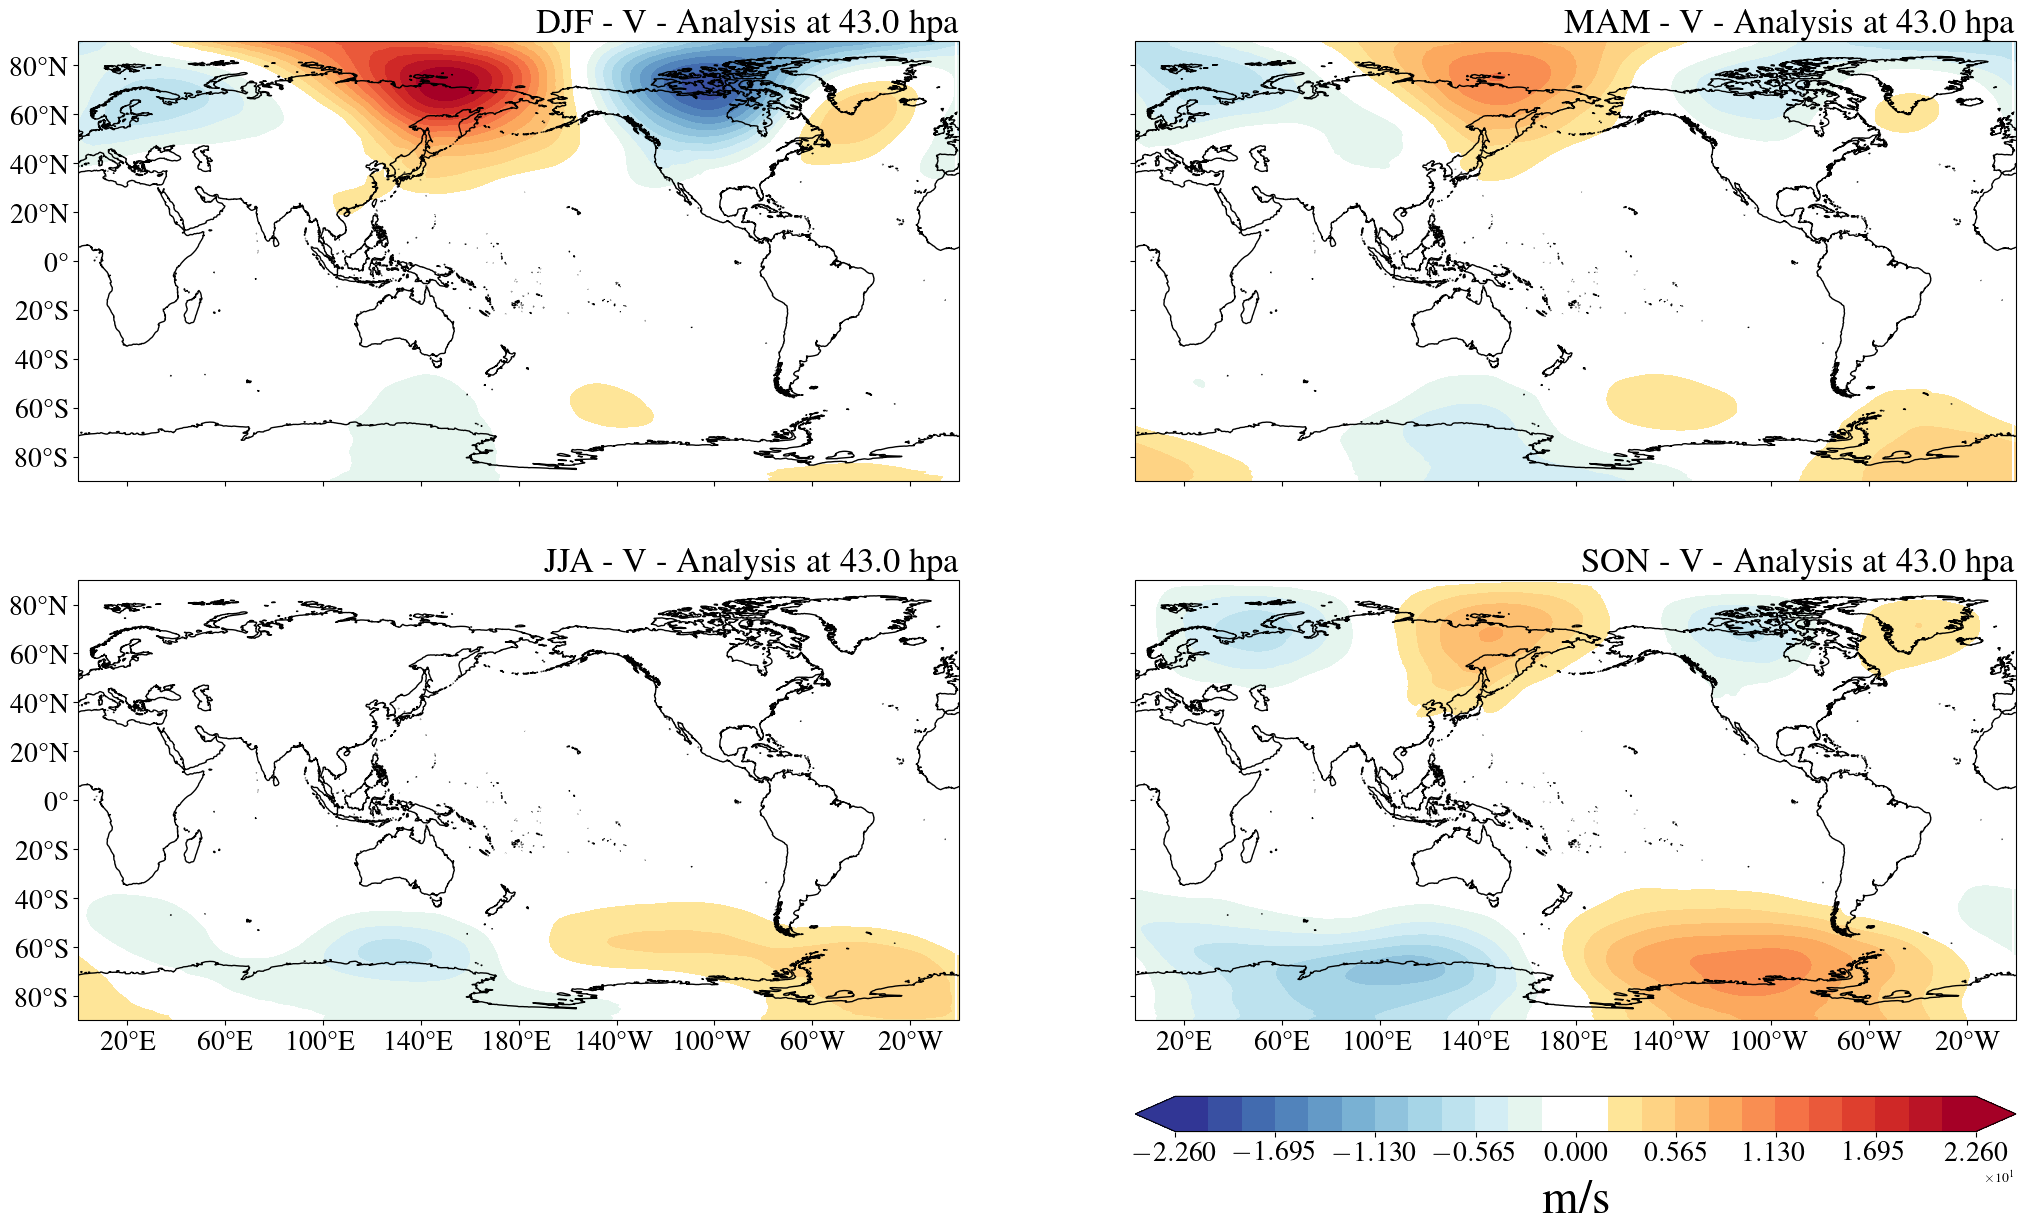 DJF - V - Analysis at 43.0 hpa
MAM - V - Analysis at 43.0 hpa
80°N
60°N
40°N
20°N
0°
20°S
40°S
60°S
80°S
JJA - V - Analysis at 43.0 hpa
SON - V - Analysis at 43.0 hpa
80°N
60°N
40°N
20°N
0°
20°S
40°S
60°S
80°S
20°E 60°E 100°E 140°E 180°E 140°W 100°W 60°W 20°W
20°E 60°E 100°E 140°E 180°E 140°W 100°W 60°W 20°W
−2.260 −1.695 −1.130 −0.565 0.000 0.565 1.130 1.695 2.260
×10¹
m/s